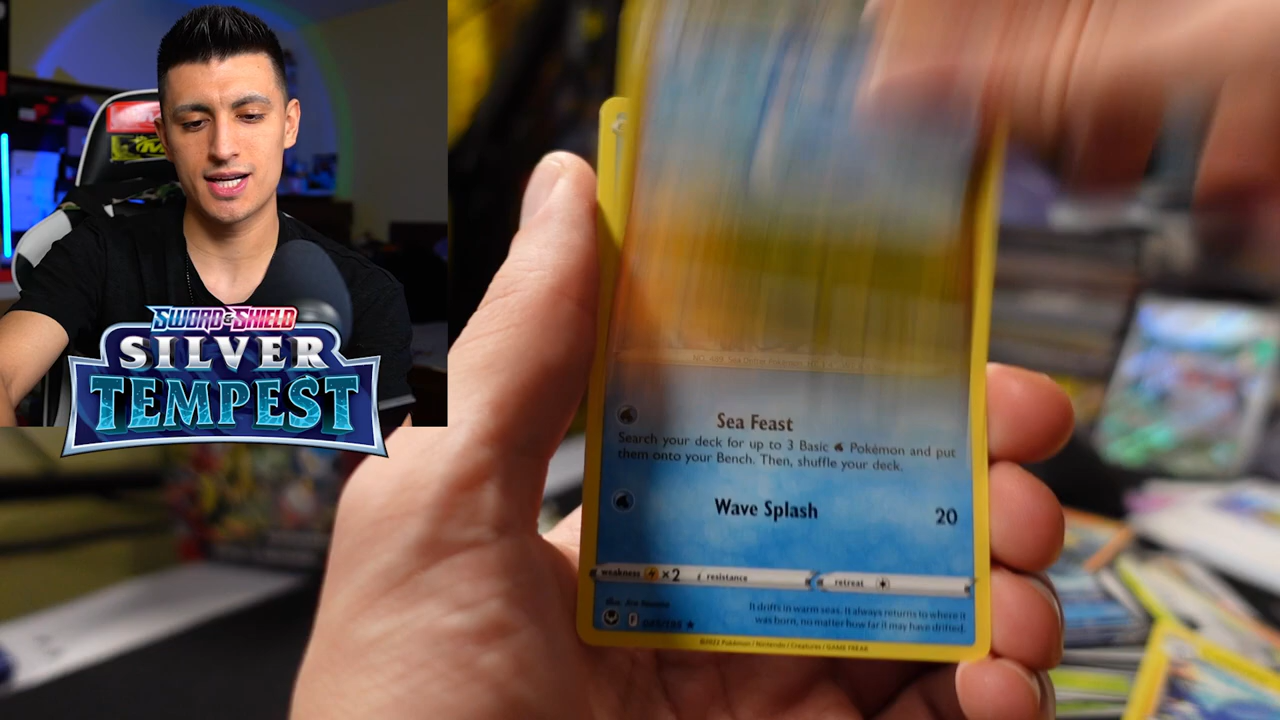 SWORD & SHIELD
SILVER
TEMPEST
Sea Feast
Search your deck for up to 3 Basic Pokémon and put
them onto your Bench. Then, shuffle your deck.
Wave Splash 20
weakness ×2 resistance retreat
It drifts in warm seas. It always returns to where it
was born, no matter how far it may have drifted.
©2022 Pokémon / Nintendo / Creatures / GAME FREAK